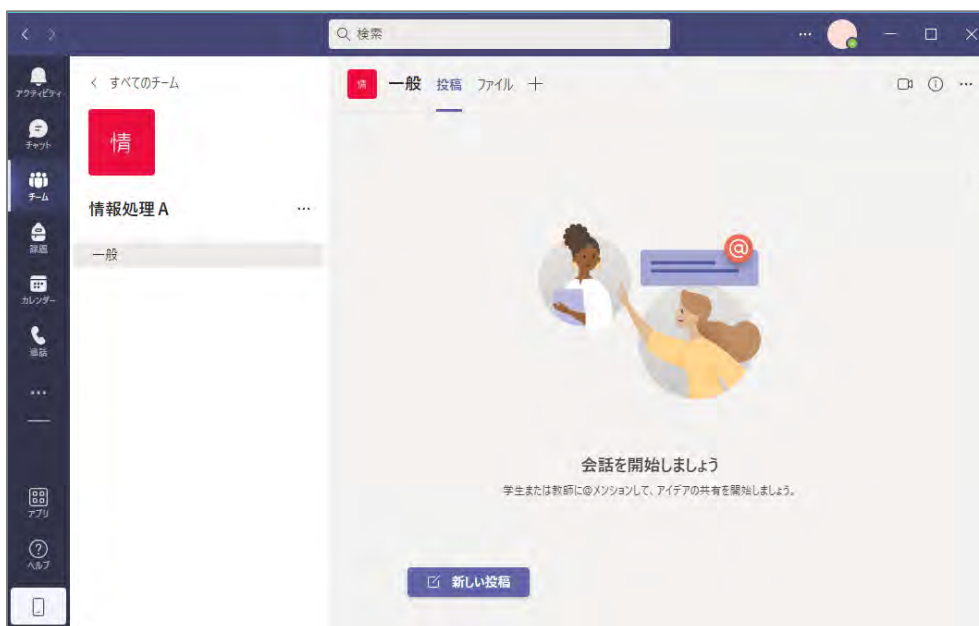 検索
アクティビティ
チャット
チーム
課題
カレンダー
通話
アプリ
ヘルプ
すべてのチーム
情
情報処理 A
一般
情
一般 投稿 ファイル
@
会話を開始しましょう
学生または教師に@メンションして、アイデアの共有を開始しましょう。
新しい投稿